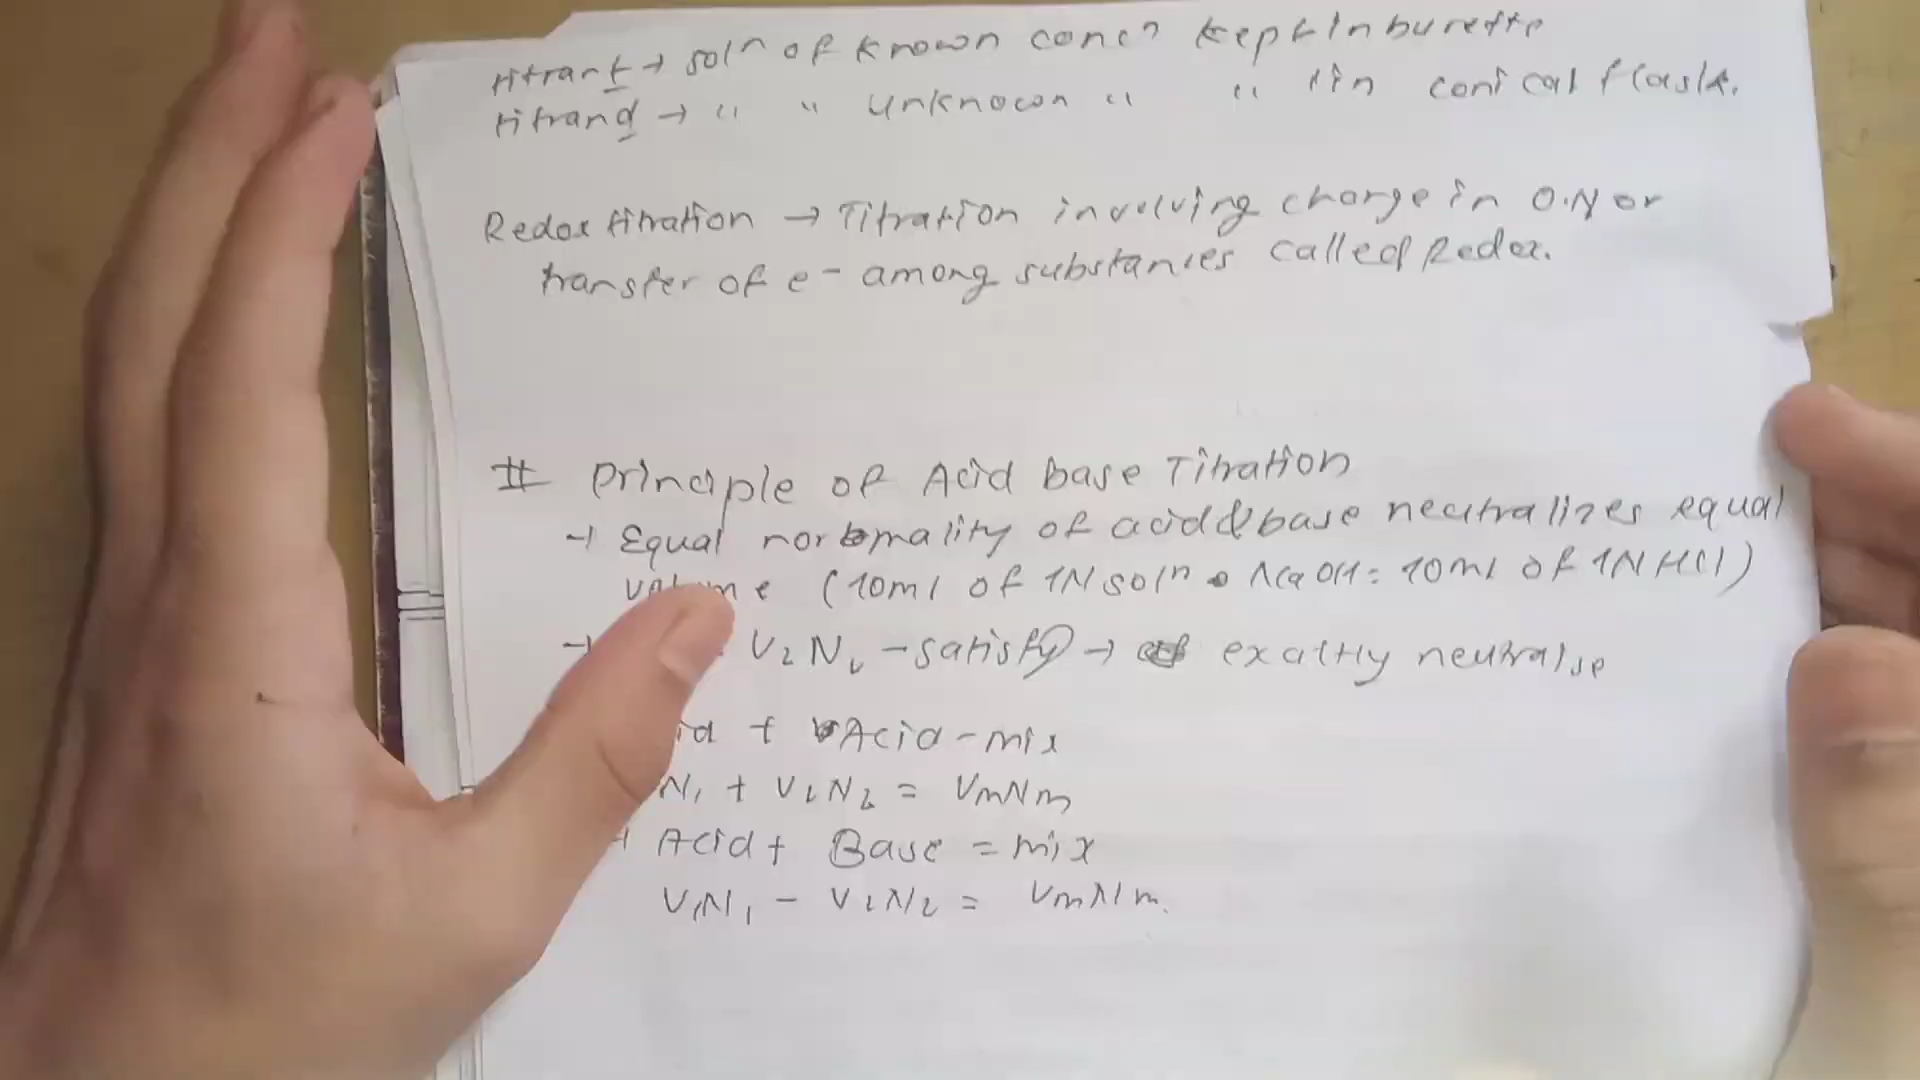 titrant → solⁿ of known concⁿ kept in burette
titrand → " " unknown " " in conical flask.
Redox titration → Titration involving change in O.N or
transfer of e- among substances called Redox.
# Principle of Acid base Titration
→ Equal normality of acid & base neutralizes equal
volume (10ml of 1N solⁿ NaOH = 10ml of 1N HCl)
→ V₂N₂ - satisfy → exaltly neutralse
+ Acid - mix
N₁ + V₂N₂ = VmNm
→ Acid + Base = mix
V₁N₁ - V₂N₂ = VmNm.